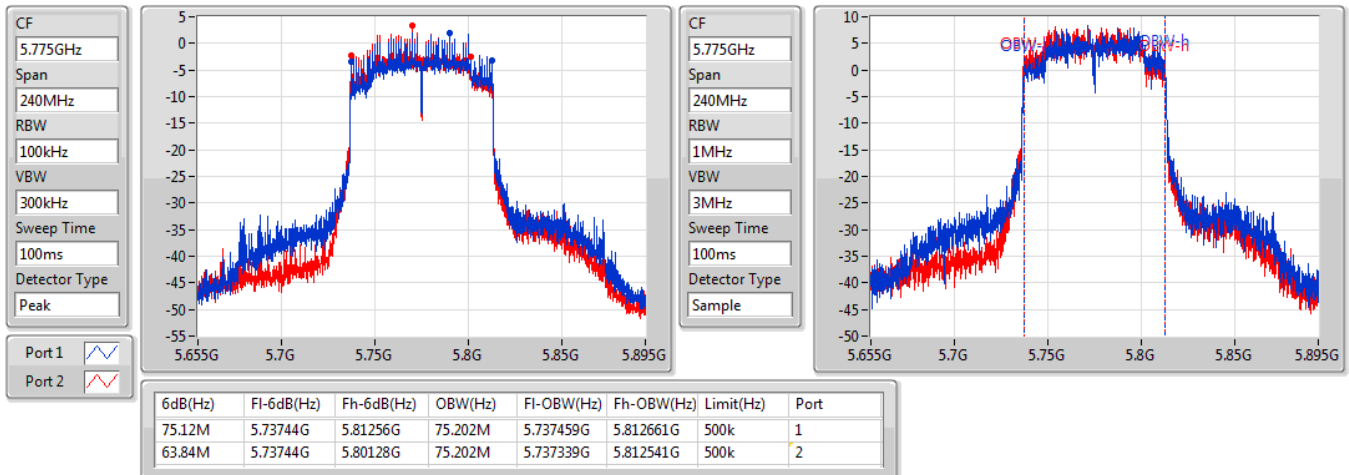 CF
5.775GHz
Span
240MHz
RBW
100kHz
VBW
300kHz
Sweep Time
100ms
Detector Type
Peak
Port 1
Port 2
5
0
-5
-10
-15
-20
-25
-30
-35
-40
-45
-50
-55
5.655G 5.7G 5.75G 5.8G 5.85G 5.895G
CF
5.775GHz
Span
240MHz
RBW
1MHz
VBW
3MHz
Sweep Time
100ms
Detector Type
Sample
10
5
0
-5
-10
-15
-20
-25
-30
-35
-40
-45
-50
OBW-h
5.655G 5.7G 5.75G 5.8G 5.85G 5.895G
6dB(Hz) Fl-6dB(Hz) Fh-6dB(Hz) OBW(Hz) Fl-OBW(Hz) Fh-OBW(Hz) Limit(Hz) Port
75.12M 5.73744G 5.81256G 75.202M 5.737459G 5.812661G 500k 1
63.84M 5.73744G 5.80128G 75.202M 5.737339G 5.812541G 500k 2